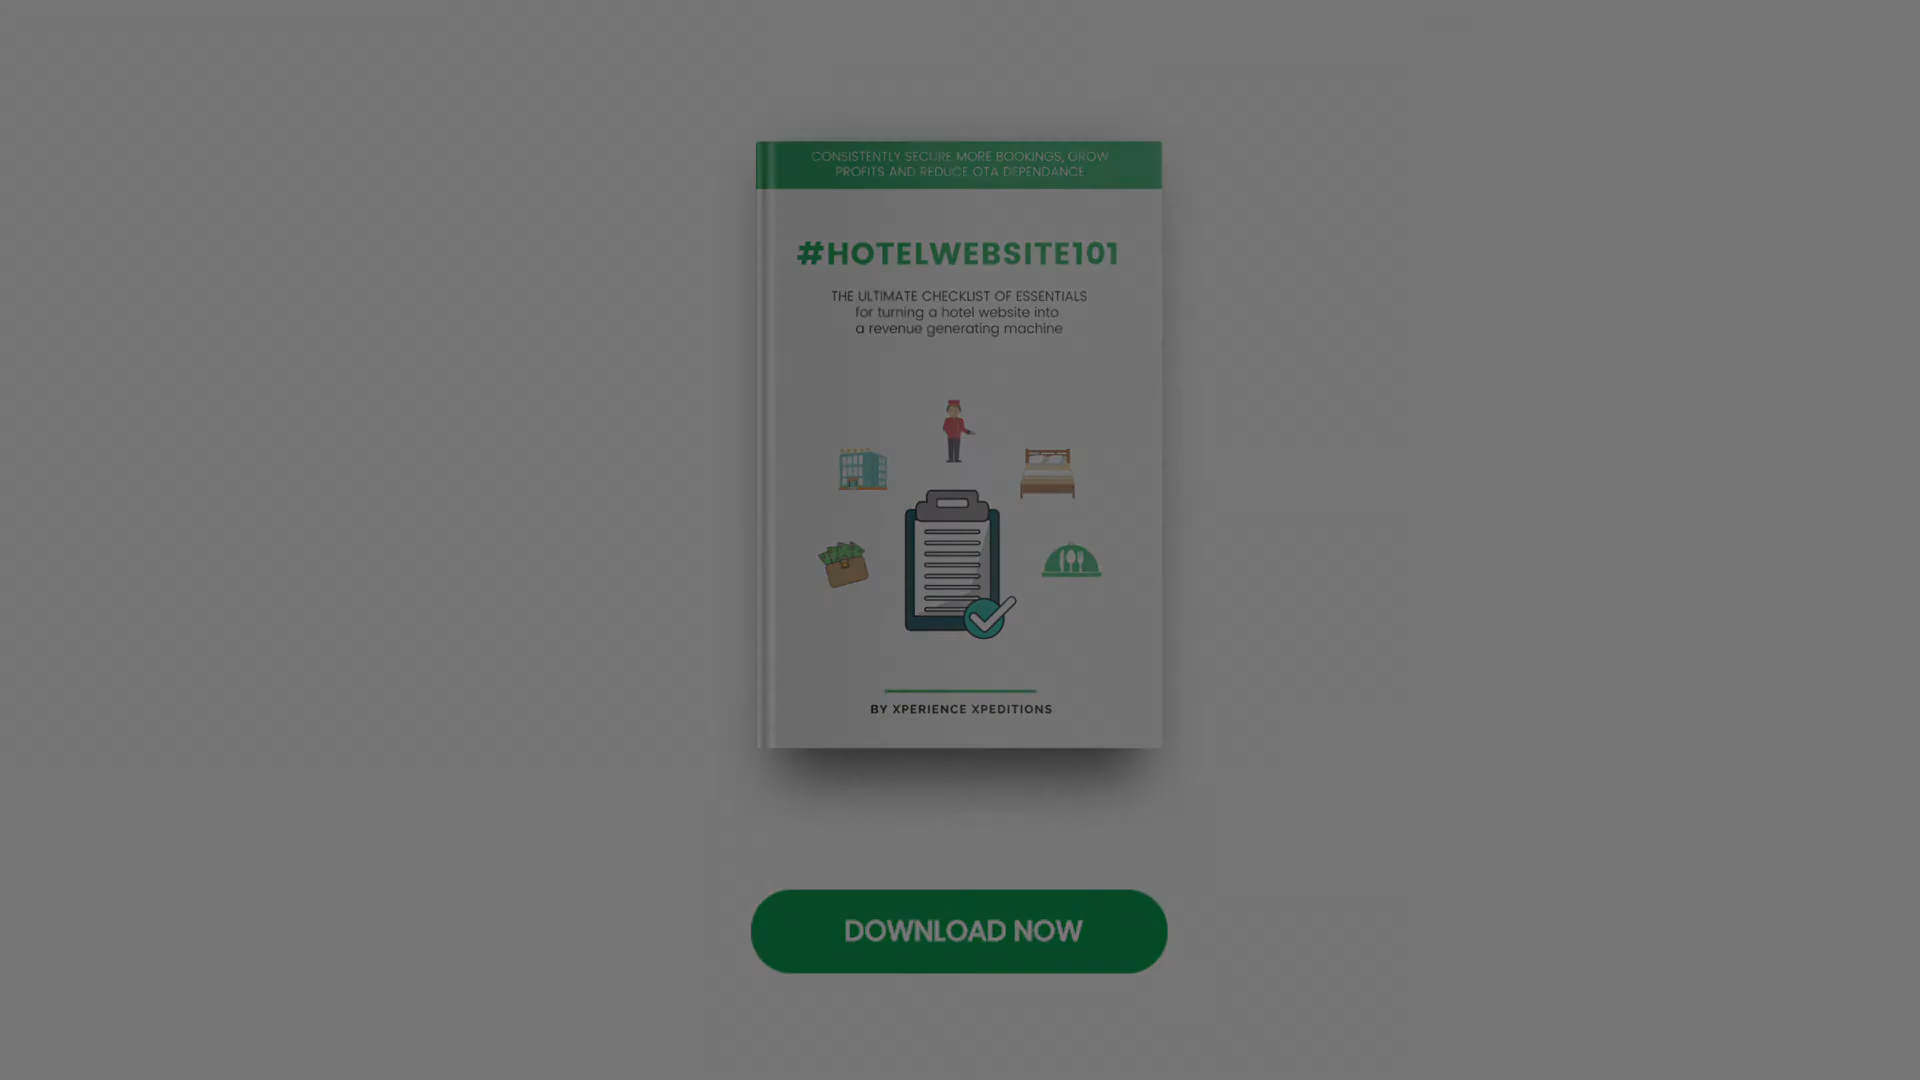 CONSISTENTLY SECURE MORE BOOKINGS, GROW
PROFITS AND REDUCE OTA DEPENDANCE
#HOTELWEBSITE101
THE ULTIMATE CHECKLIST OF ESSENTIALS
for turning a hotel website into
a revenue generating machine
BY XPERIENCE XPEDITIONS
DOWNLOAD NOW